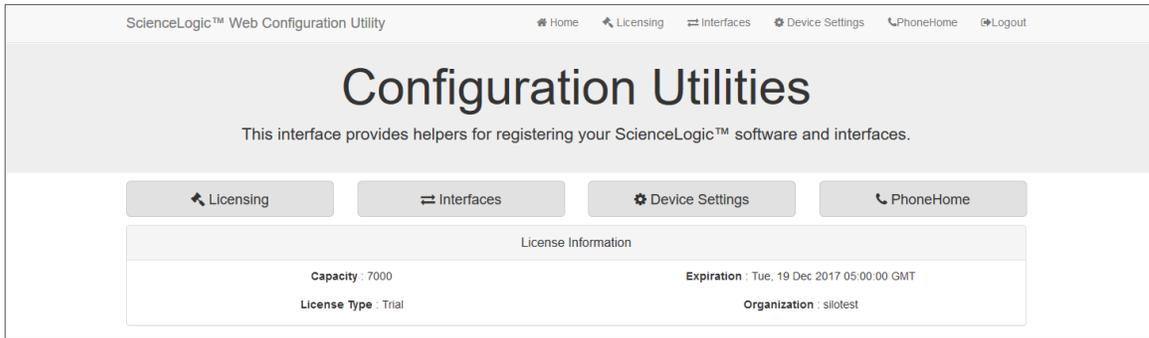 ScienceLogic™ Web Configuration Utility Home Licensing Interfaces Device Settings PhoneHome Logout
Configuration Utilities
This interface provides helpers for registering your ScienceLogic™ software and interfaces.
Licensing Interfaces Device Settings PhoneHome
License Information
Capacity : 7000 Expiration : Tue, 19 Dec 2017 05:00:00 GMT
License Type : Trial Organization : silotest